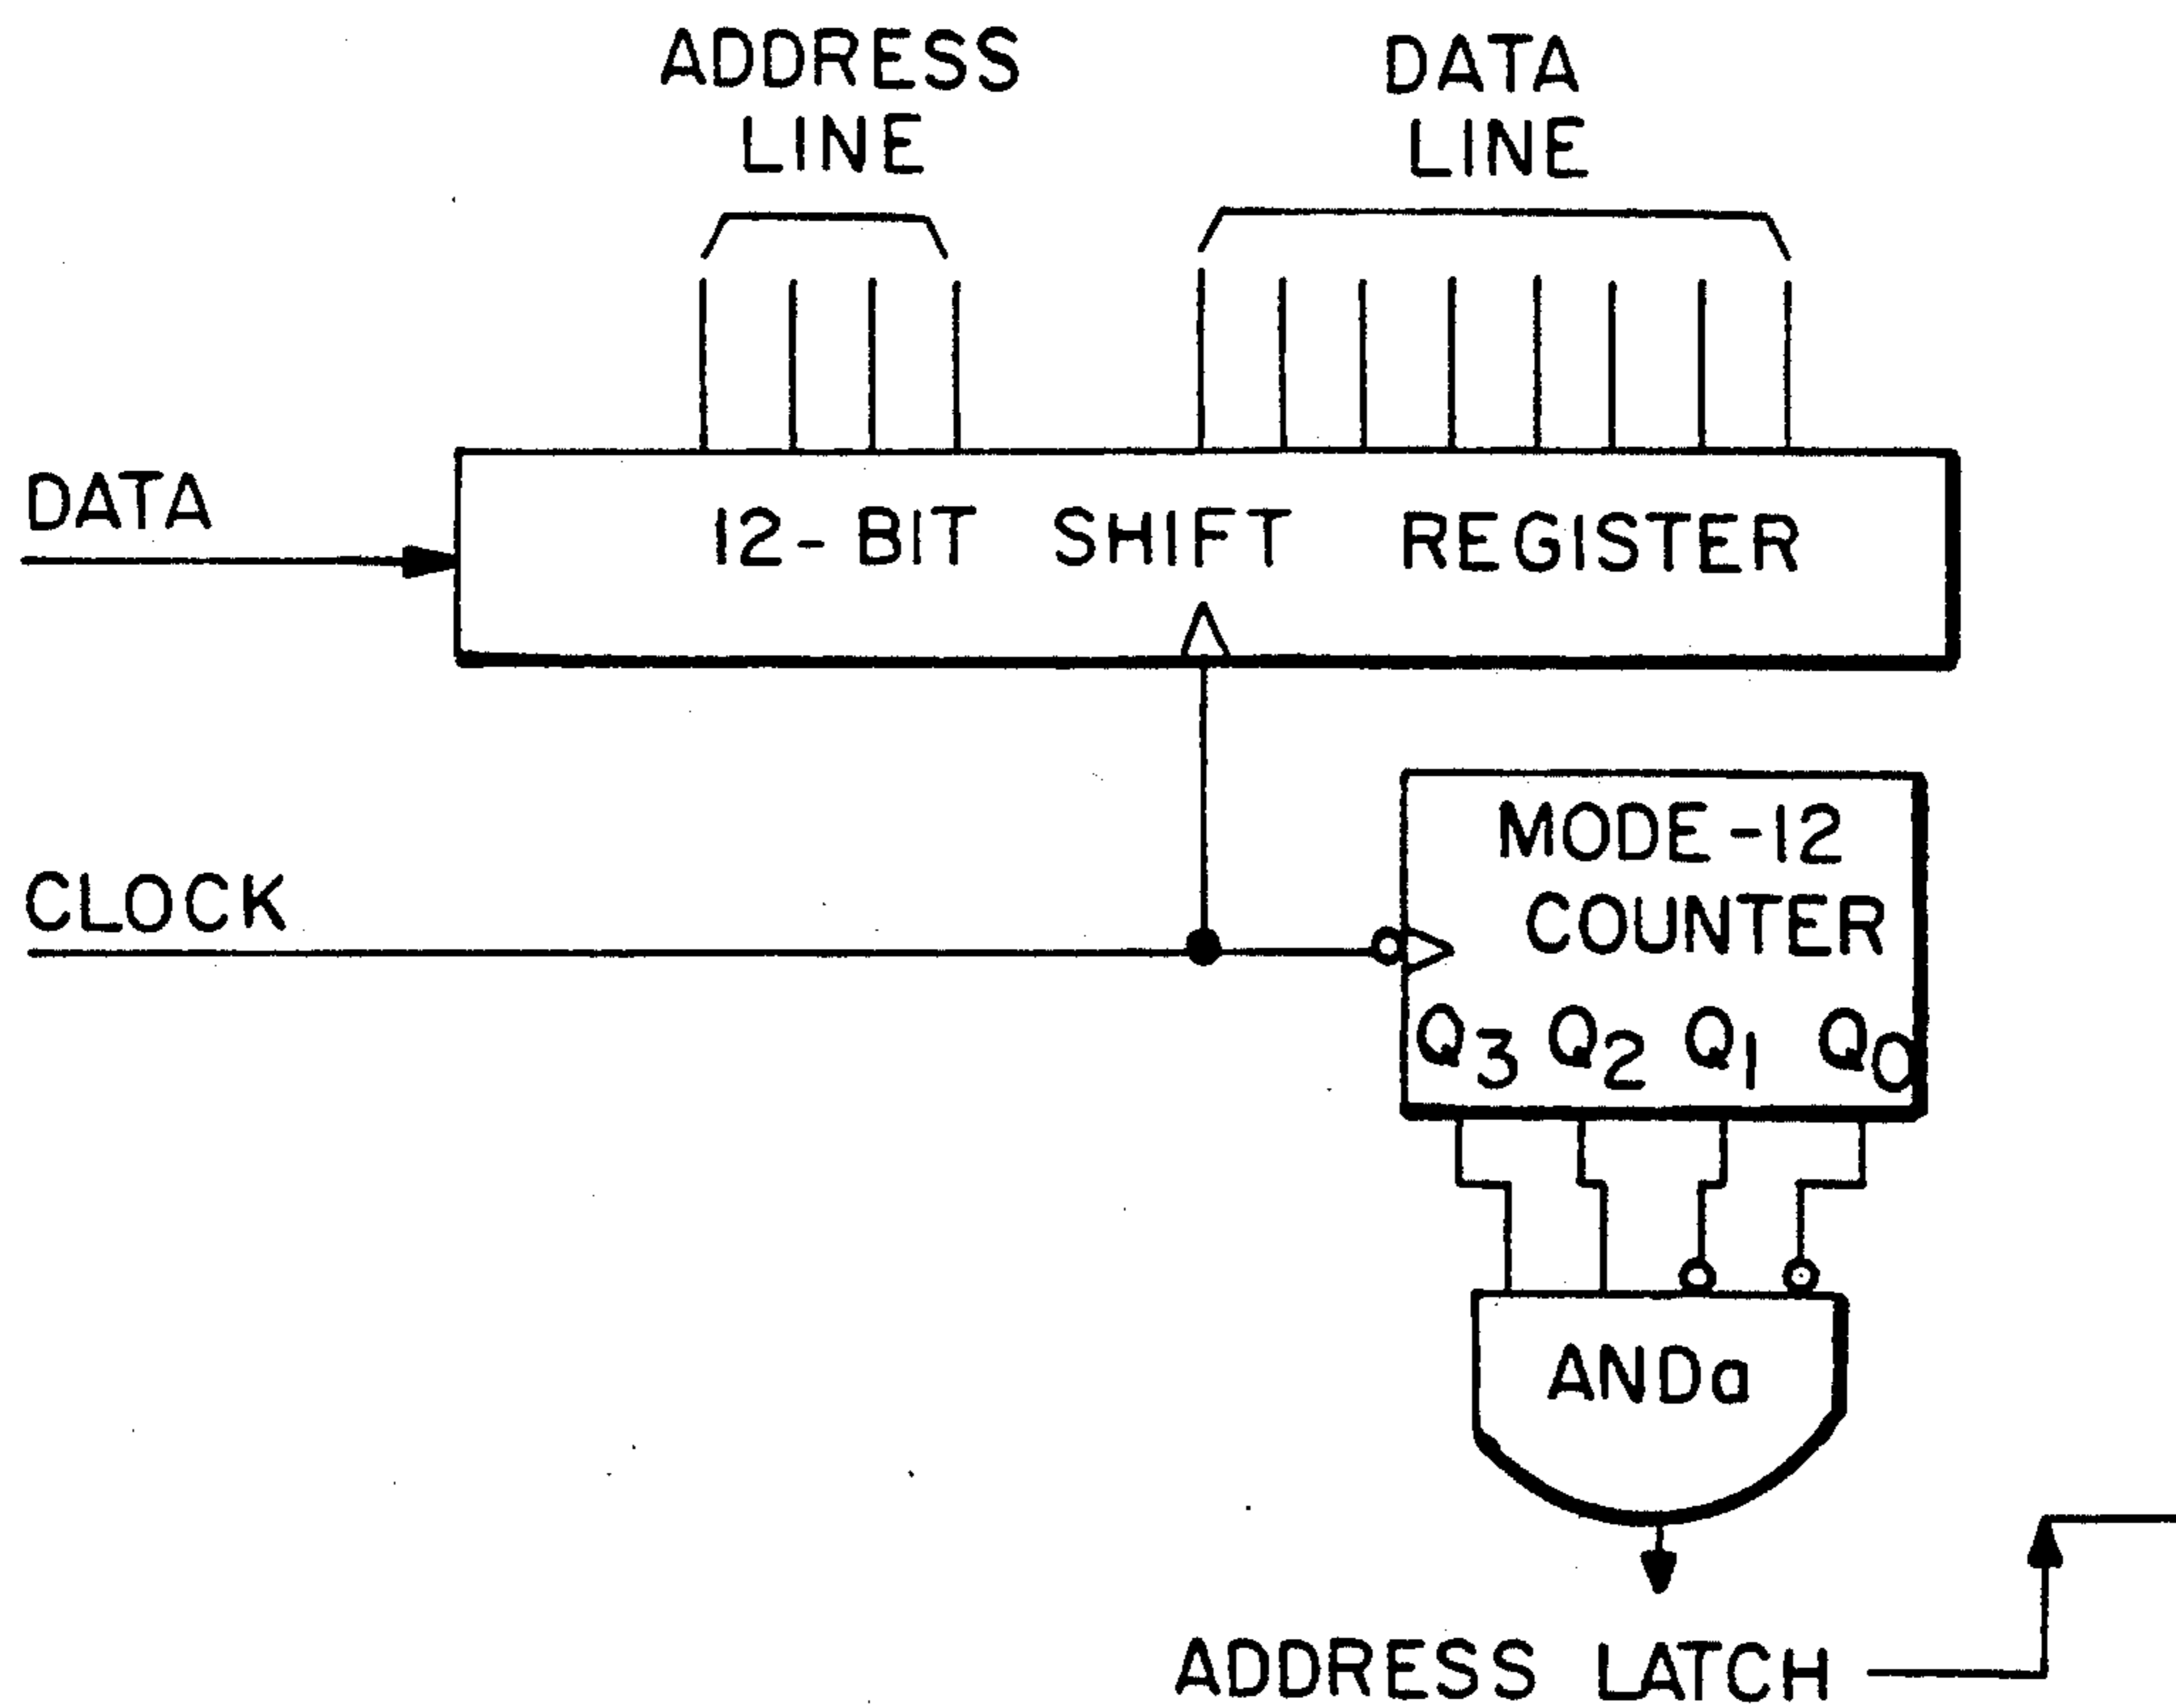 ADDRESS
LINE
DATA
LINE
DATA
12-BIT SHIFT REGISTER
MODE-12
COUNTER
CLOCK
Q3 Q2 Q1 Q0
ANDa
ADDRESS LATCH